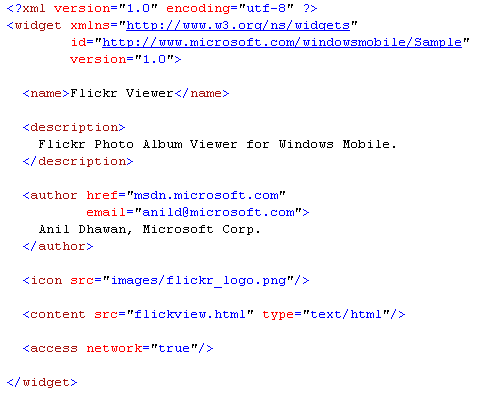 <?xml version="1.0" encoding="utf-8" ?>
<widget xmlns="http://www.w3.org/ns/widgets"
        id="http://www.microsoft.com/windowsmobile/Sample"
        version="1.0">
  <name>Flickr Viewer</name>
  <description>
    Flickr Photo Album Viewer for Windows Mobile.
  </description>
  <author href="msdn.microsoft.com"
          email="anild@microsoft.com">
    Anil Dhawan, Microsoft Corp.
  </author>
  <icon src="images/flickr_logo.png"/>
  <content src="flickview.html" type="text/html"/>
  <access network="true"/>
</widget>